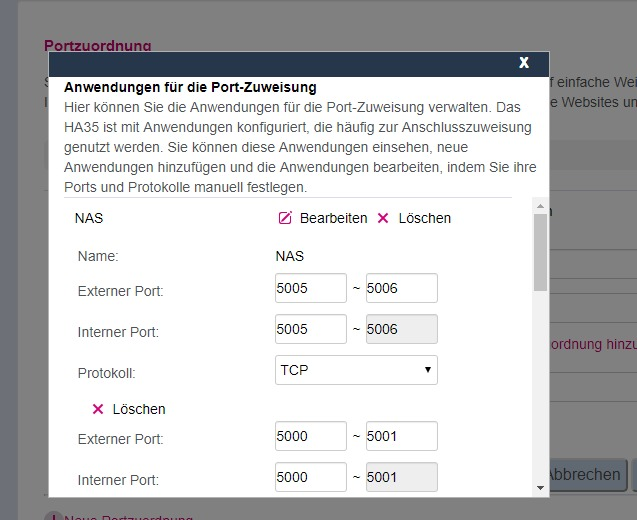 Portzuordnung
X
Anwendungen für die Port-Zuweisung
Hier können Sie die Anwendungen für die Port-Zuweisung verwalten. Das
HA35 ist mit Anwendungen konfiguriert, die häufig zur Anschlusszuweisung
genutzt werden. Sie können diese Anwendungen einsehen, neue
Anwendungen hinzufügen und die Anwendungen bearbeiten, indem Sie ihre
Ports und Protokolle manuell festlegen.
f einfache Wei
e Websites un
NAS Bearbeiten Löschen
Name: NAS
Externer Port: 5005 ~ 5006
Interner Port: 5005 ~ 5006
ordnung hinzu
Protokoll: TCP
Löschen
Externer Port: 5000 ~ 5001
Interner Port: 5000 ~ 5001
Abbrechen
Neue Portzuordnung